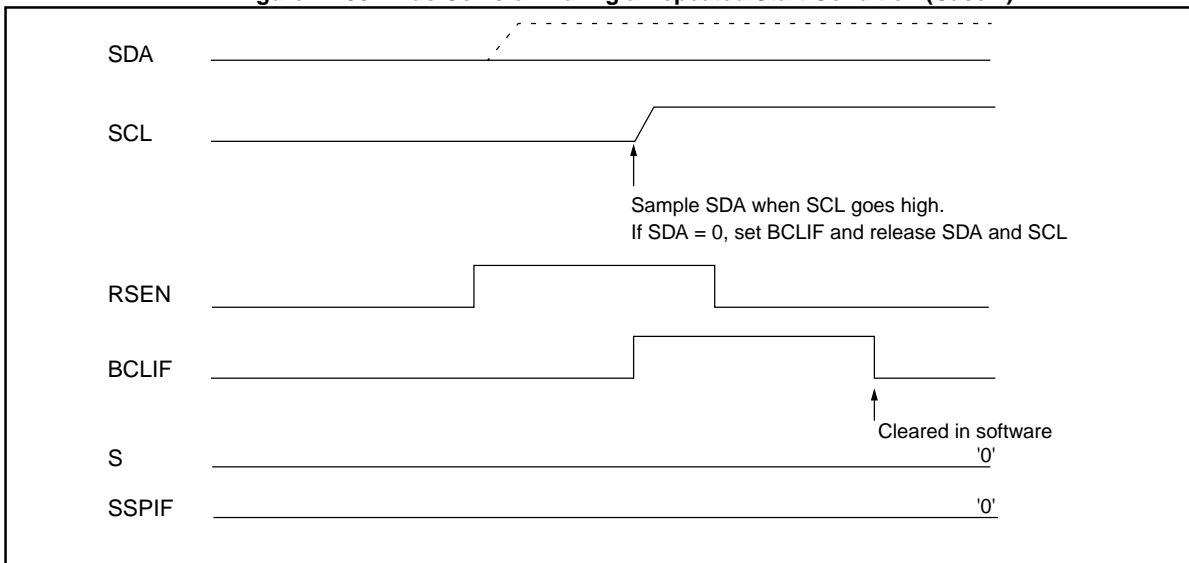 SDA
SCL
Sample SDA when SCL goes high.
If SDA = 0, set BCLIF and release SDA and SCL
RSEN
BCLIF
Cleared in software
S
'0'
SSPIF
'0'